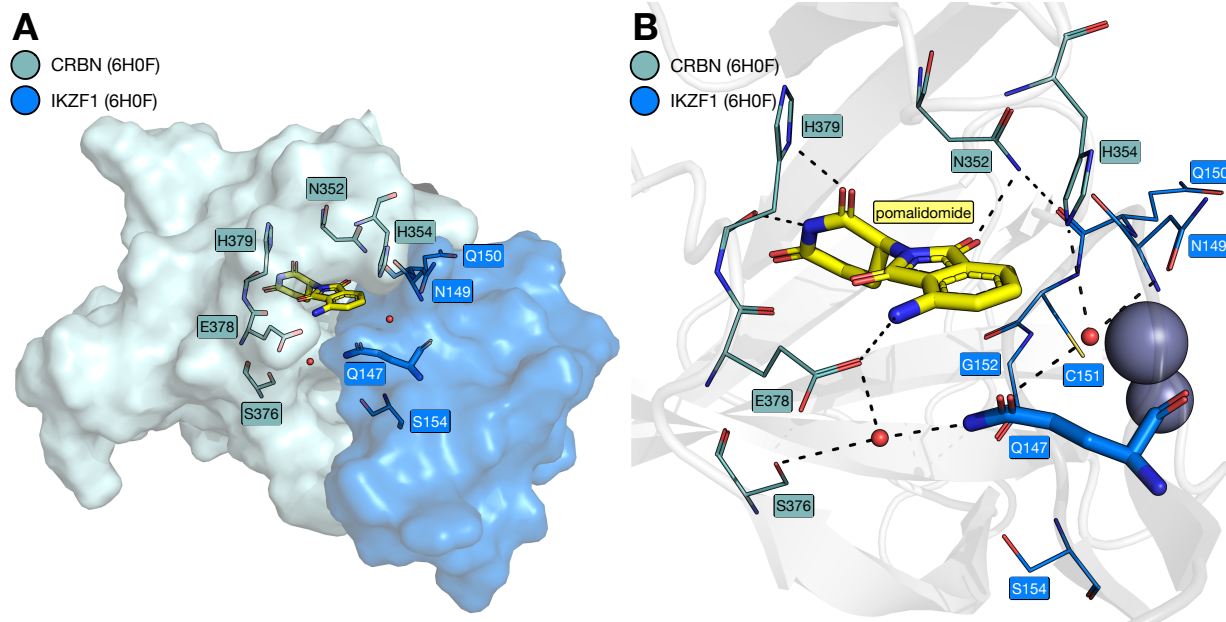 A
CRBN (6H0F)
IKZF1 (6H0F)
N352
H379
H354
Q150
N149
E378
Q147
S376
S154
B
CRBN (6H0F)
IKZF1 (6H0F)
H379
N352
H354
Q150
pomalidomide
N149
G152
C151
E378
Q147
S376
S154